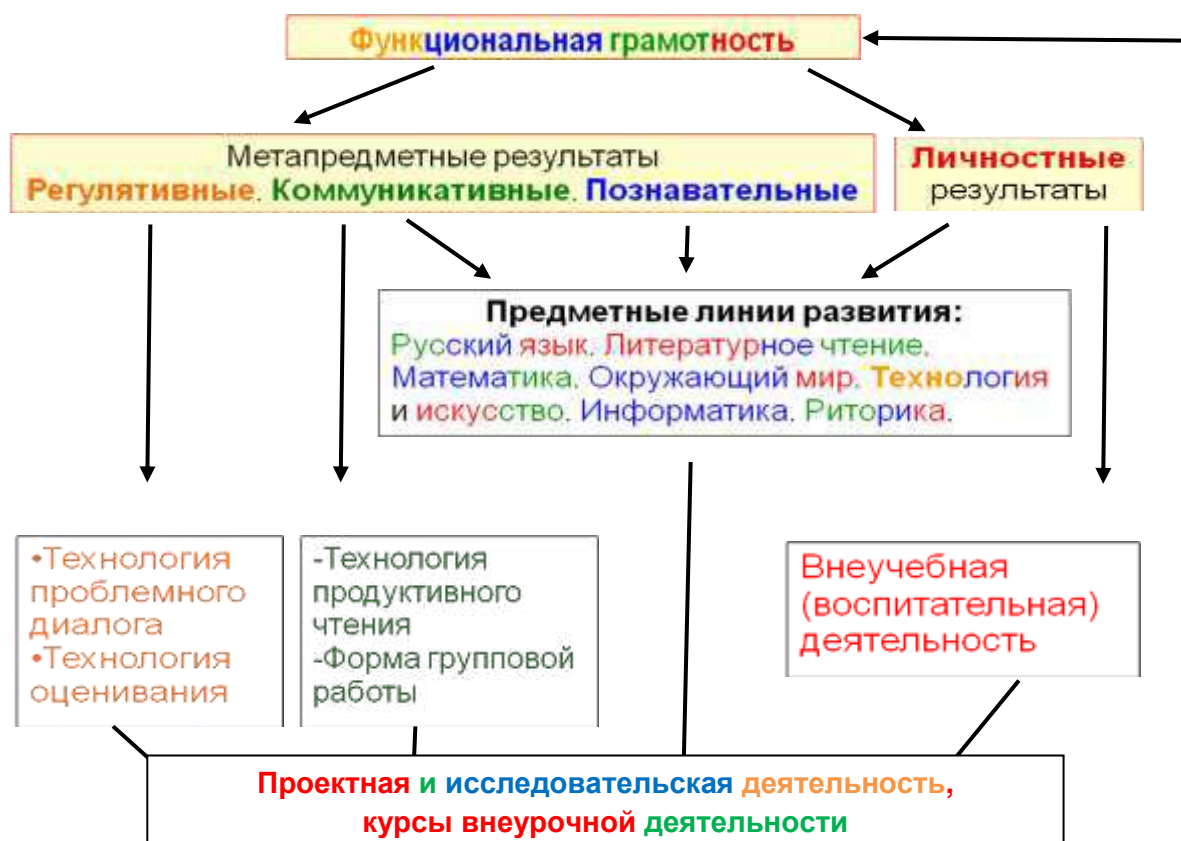 Функциональная грамотность
Метапредметные результаты
Регулятивные. Коммуникативные. Познавательные
Личностные
результаты
Предметные линии развития:
Русский язык. Литературное чтение.
Математика. Окружающий мир. Технология
и искусство. Информатика. Риторика.
•Технология
проблемного
диалога
•Технология
оценивания
-Технология
продуктивного
чтения
-Форма групповой
работы
Внеучебная
(воспитательная)
деятельность
Проектная и исследовательская деятельность,
курсы внеурочной деятельности